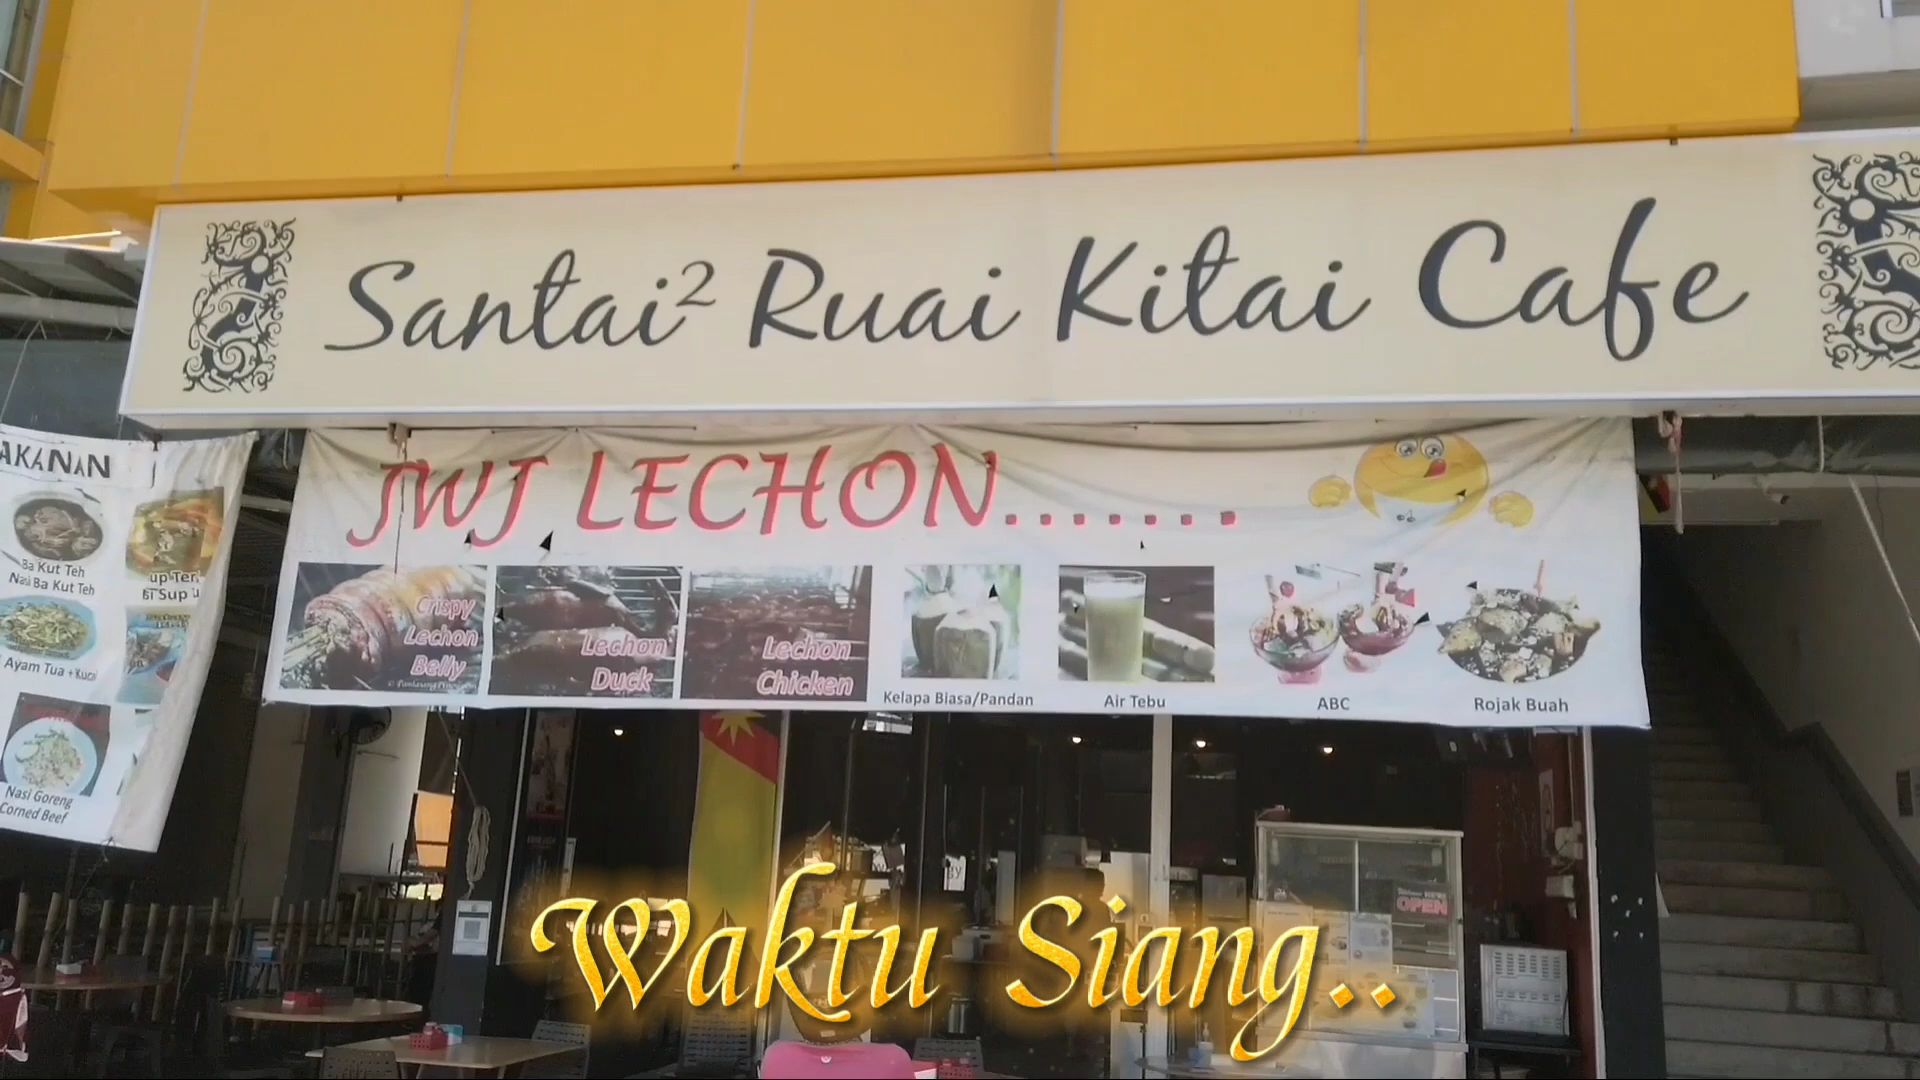 Santai² Ruai Kitai Cafe
AKANAN
Ba Kut Teh
Nasi Ba Kut Teh
Ayam Tua +
Nasi Goreng
Corned Beef
JWJ LECHON.......
Crispy
Lechon
Belly
Lechon
Duck
Lechon
Chicken
Kelapa Biasa/Pandan
Air Tebu
ABC
Rojak Buah
OPEN
Waktu Siang..